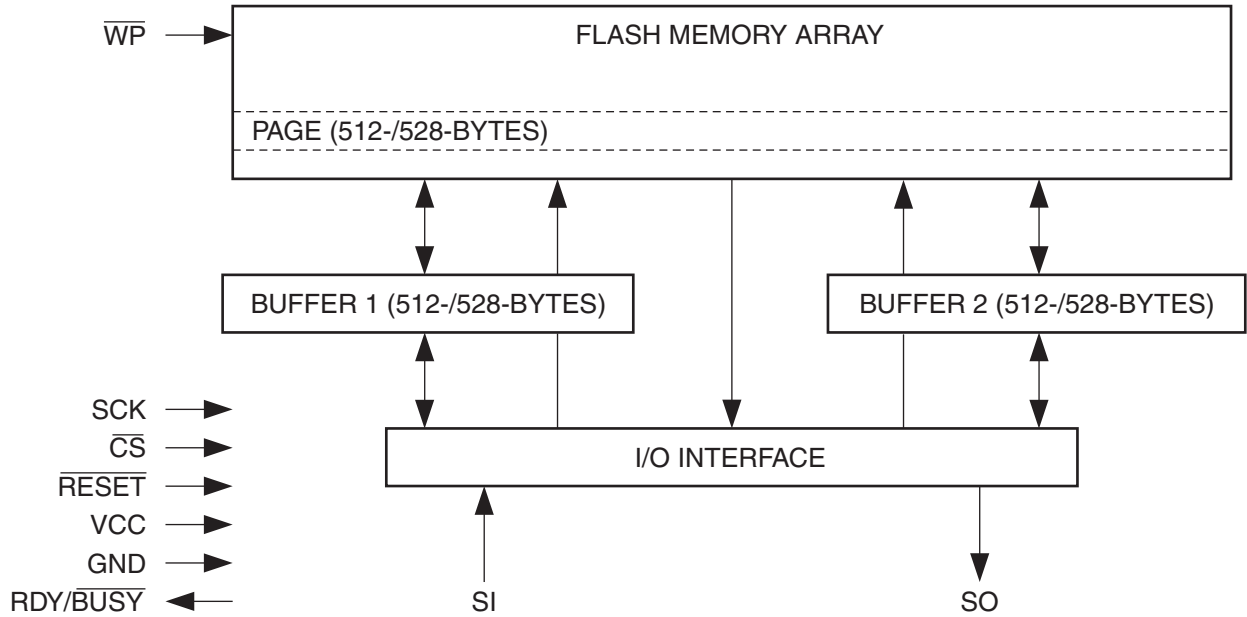 WP
FLASH MEMORY ARRAY
PAGE (512-/528-BYTES)
BUFFER 1 (512-/528-BYTES)
BUFFER 2 (512-/528-BYTES)
SCK
CS
I/O INTERFACE
RESET
VCC
GND
RDY/BUSY
SI
SO